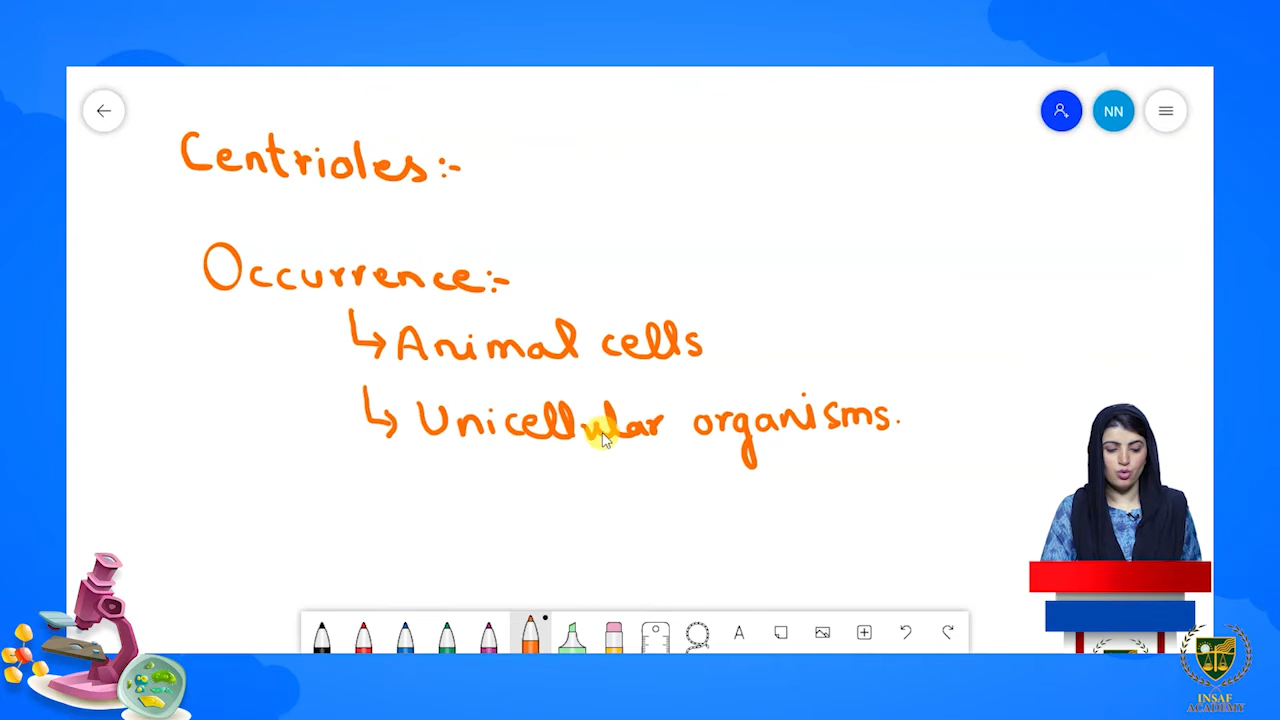 NN
Centrioles:-
Occurrence:-
↳ Animal cells
↳ Unicellular organisms.
A
INSAF
ACADEMY